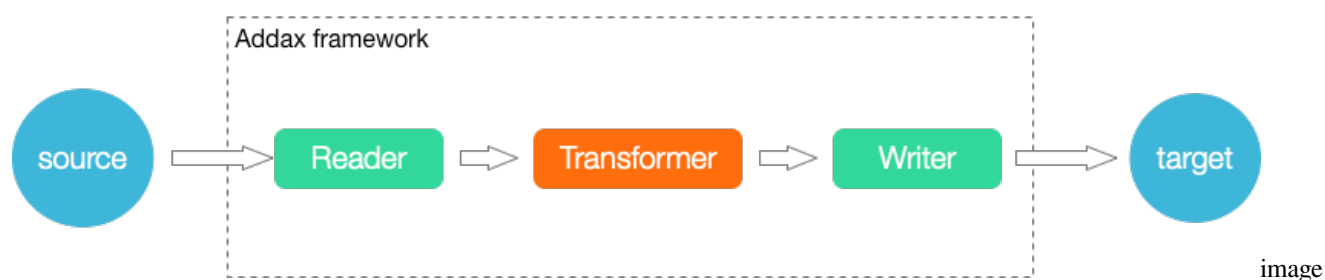 Addax framework
source
Reader
Transformer
Writer
target
image